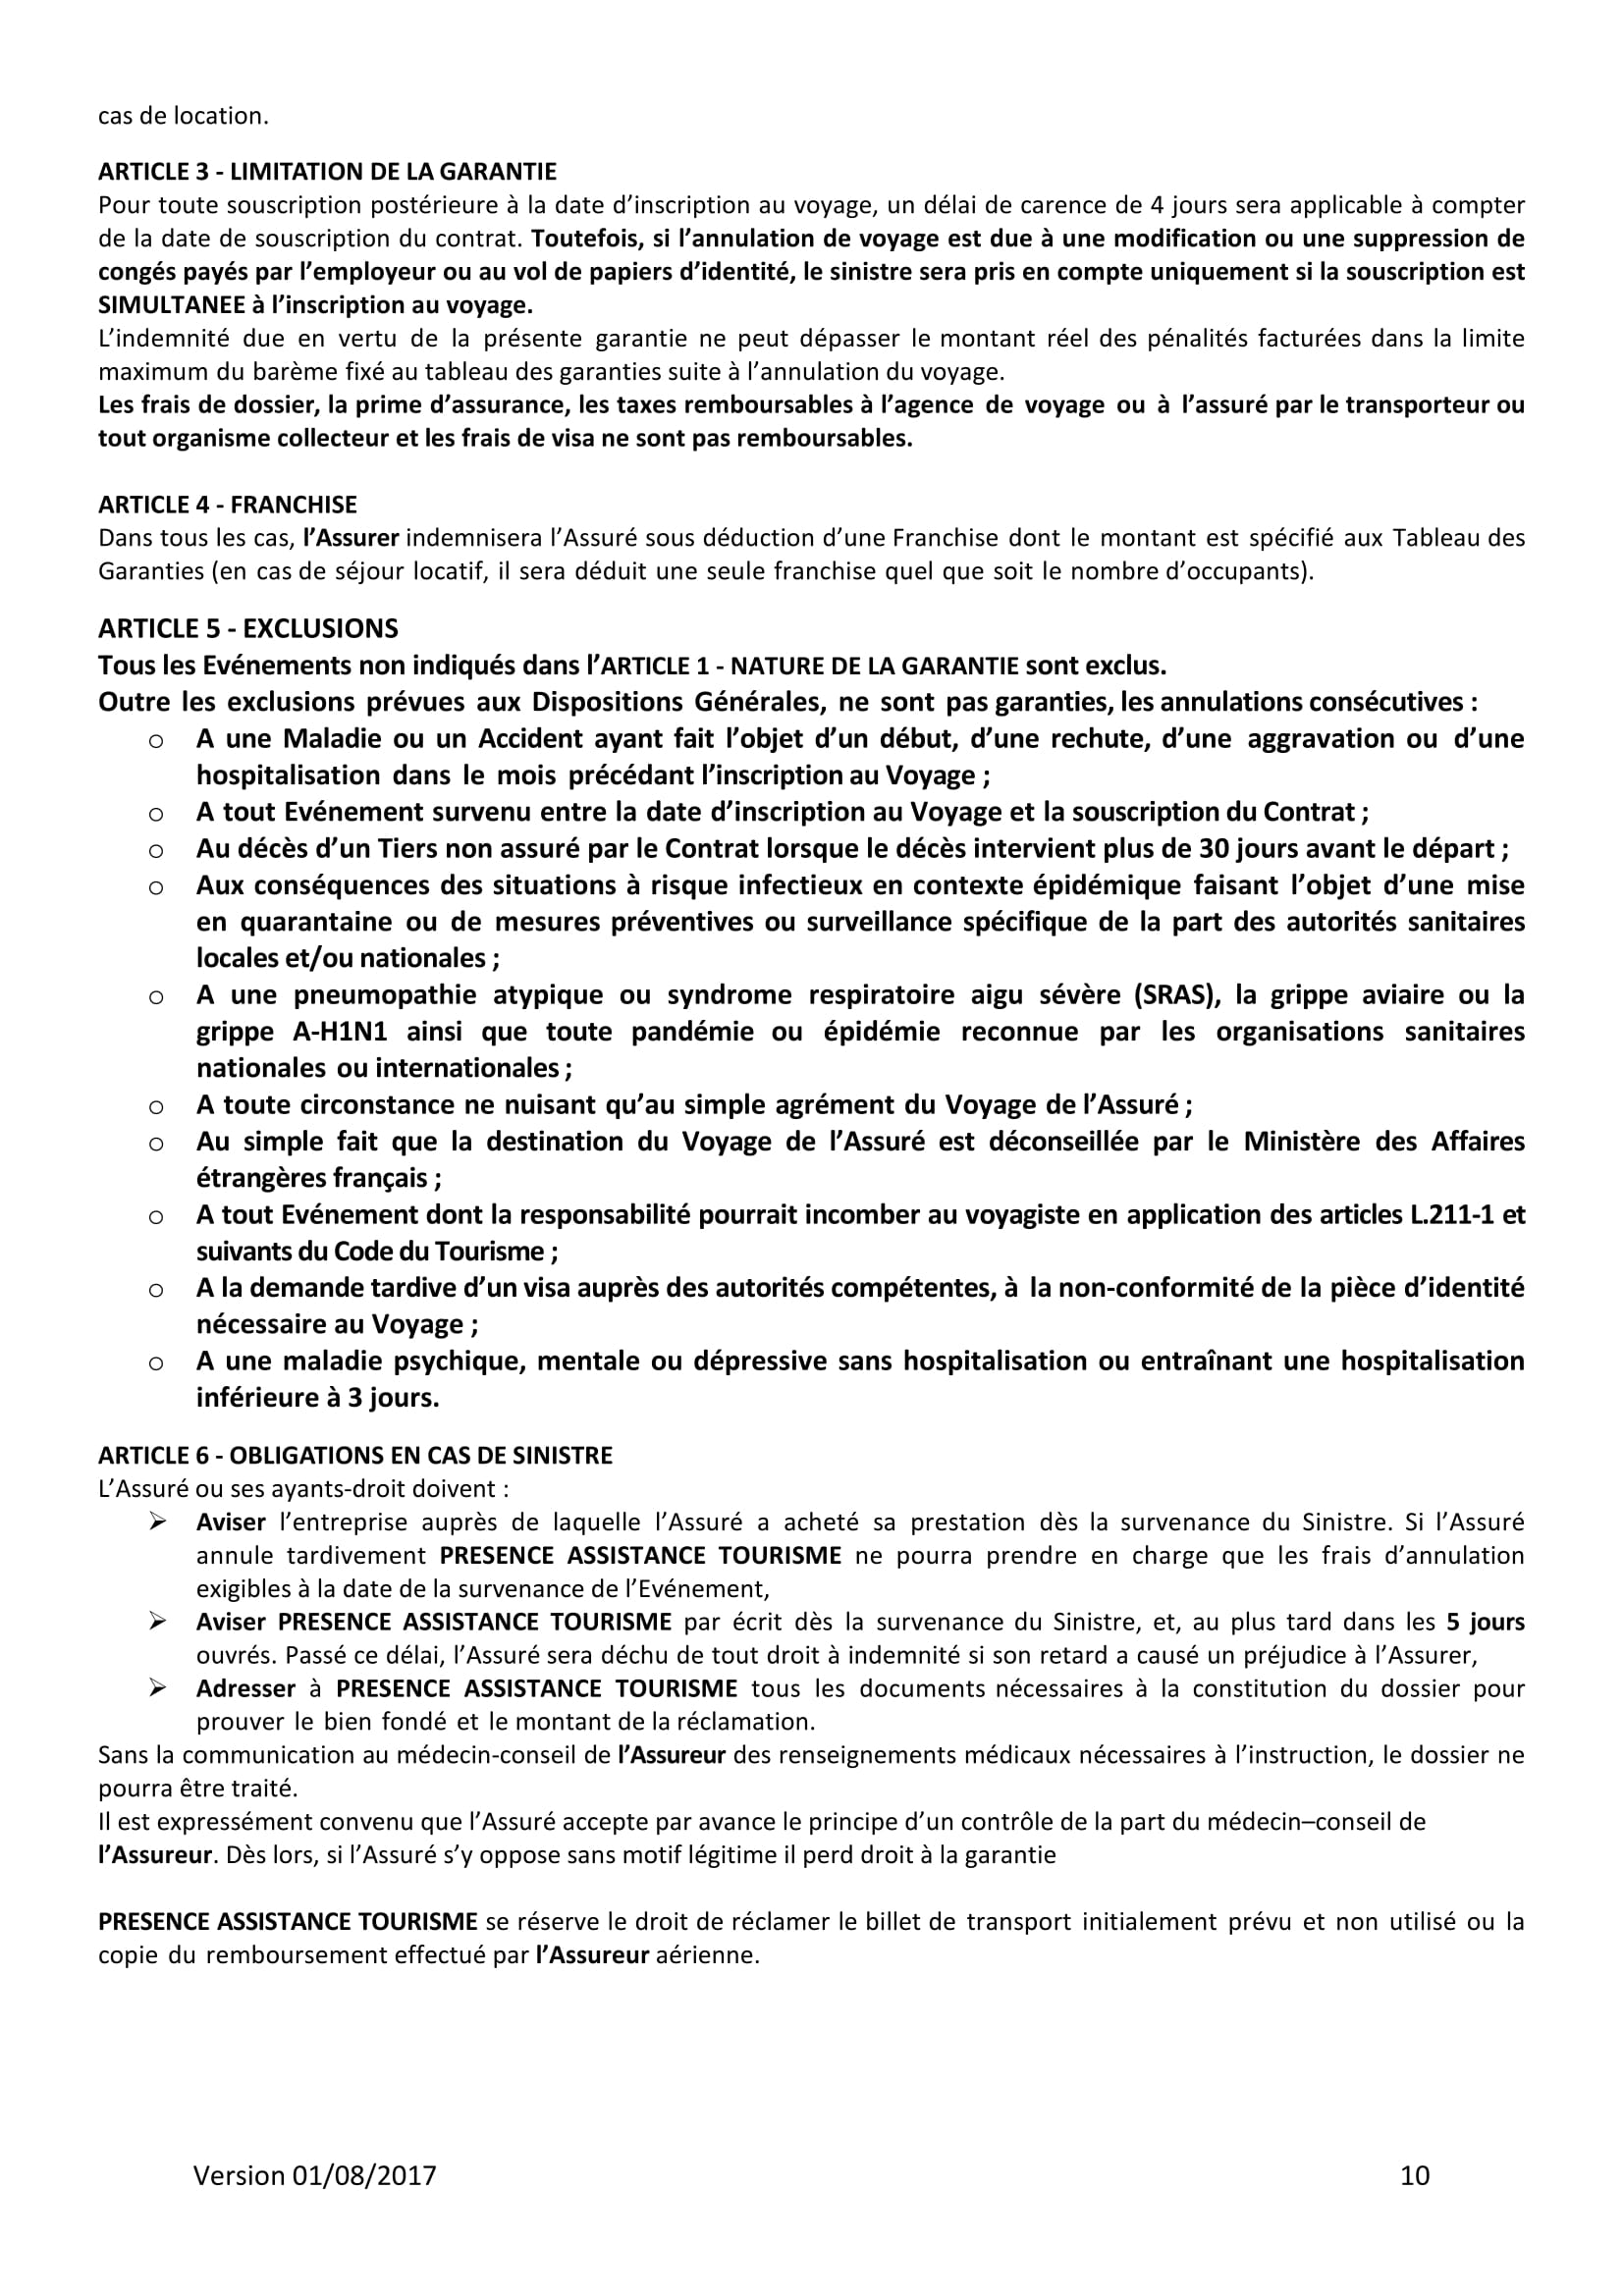 cas de location.
ARTICLE 3 - LIMITATION DE LA GARANTIE
Pour toute souscription postérieure à la date d’inscription au voyage, un délai de carence de 4 jours sera applicable à compter
de la date de souscription du contrat. Toutefois, si l’annulation de voyage est due à une modification ou une suppression de
congés payés par l’employeur ou au vol de papiers d’identité, le sinistre sera pris en compte uniquement si la souscription est
SIMULTANEE à l’inscription au voyage.
L’indemnité due en vertu de la présente garantie ne peut dépasser le montant réel des pénalités facturées dans la limite
maximum du barème fixé au tableau des garanties suite à l’annulation du voyage.
Les frais de dossier, la prime d’assurance, les taxes remboursables à l’agence de voyage ou à l’assuré par le transporteur ou
tout organisme collecteur et les frais de visa ne sont pas remboursables.
ARTICLE 4 - FRANCHISE
Dans tous les cas, l’Assurer indemnisera l’Assuré sous déduction d’une Franchise dont le montant est spécifié aux Tableau des
Garanties (en cas de séjour locatif, il sera déduit une seule franchise quel que soit le nombre d’occupants).
ARTICLE 5 - EXCLUSIONS
Tous les Evénements non indiqués dans l’ARTICLE 1 - NATURE DE LA GARANTIE sont exclus.
Outre les exclusions prévues aux Dispositions Générales, ne sont pas garanties, les annulations consécutives :
o A une Maladie ou un Accident ayant fait l’objet d’un début, d’une rechute, d’une aggravation ou d’une
hospitalisation dans le mois précédant l’inscription au Voyage ;
o A tout Evénement survenu entre la date d’inscription au Voyage et la souscription du Contrat ;
o Au décès d’un Tiers non assuré par le Contrat lorsque le décès intervient plus de 30 jours avant le départ ;
o Aux conséquences des situations à risque infectieux en contexte épidémique faisant l’objet d’une mise
en quarantaine ou de mesures préventives ou surveillance spécifique de la part des autorités sanitaires
locales et/ou nationales ;
o A une pneumopathie atypique ou syndrome respiratoire aigu sévère (SRAS), la grippe aviaire ou la
grippe A-H1N1 ainsi que toute pandémie ou épidémie reconnue par les organisations sanitaires
nationales ou internationales ;
o A toute circonstance ne nuisant qu’au simple agrément du Voyage de l’Assuré ;
o Au simple fait que la destination du Voyage de l’Assuré est déconseillée par le Ministère des Affaires
étrangères français ;
o A tout Evénement dont la responsabilité pourrait incomber au voyagiste en application des articles L.211-1 et
suivants du Code du Tourisme ;
o A la demande tardive d’un visa auprès des autorités compétentes, à la non-conformité de la pièce d’identité
nécessaire au Voyage ;
o A une maladie psychique, mentale ou dépressive sans hospitalisation ou entraînant une hospitalisation
inférieure à 3 jours.
ARTICLE 6 - OBLIGATIONS EN CAS DE SINISTRE
L’Assuré ou ses ayants-droit doivent :
➢ Aviser l’entreprise auprès de laquelle l’Assuré a acheté sa prestation dès la survenance du Sinistre. Si l’Assuré
annule tardivement PRESENCE ASSISTANCE TOURISME ne pourra prendre en charge que les frais d’annulation
exigibles à la date de la survenance de l’Evénement,
➢ Aviser PRESENCE ASSISTANCE TOURISME par écrit dès la survenance du Sinistre, et, au plus tard dans les 5 jours
ouvrés. Passé ce délai, l’Assuré sera déchu de tout droit à indemnité si son retard a causé un préjudice à l’Assurer,
➢ Adresser à PRESENCE ASSISTANCE TOURISME tous les documents nécessaires à la constitution du dossier pour
prouver le bien fondé et le montant de la réclamation.
Sans la communication au médecin-conseil de l’Assureur des renseignements médicaux nécessaires à l’instruction, le dossier ne
pourra être traité.
Il est expressément convenu que l’Assuré accepte par avance le principe d’un contrôle de la part du médecin–conseil de
l’Assureur. Dès lors, si l’Assuré s’y oppose sans motif légitime il perd droit à la garantie
PRESENCE ASSISTANCE TOURISME se réserve le droit de réclamer le billet de transport initialement prévu et non utilisé ou la
copie du remboursement effectué par l’Assureur aérienne.
Version 01/08/2017 10